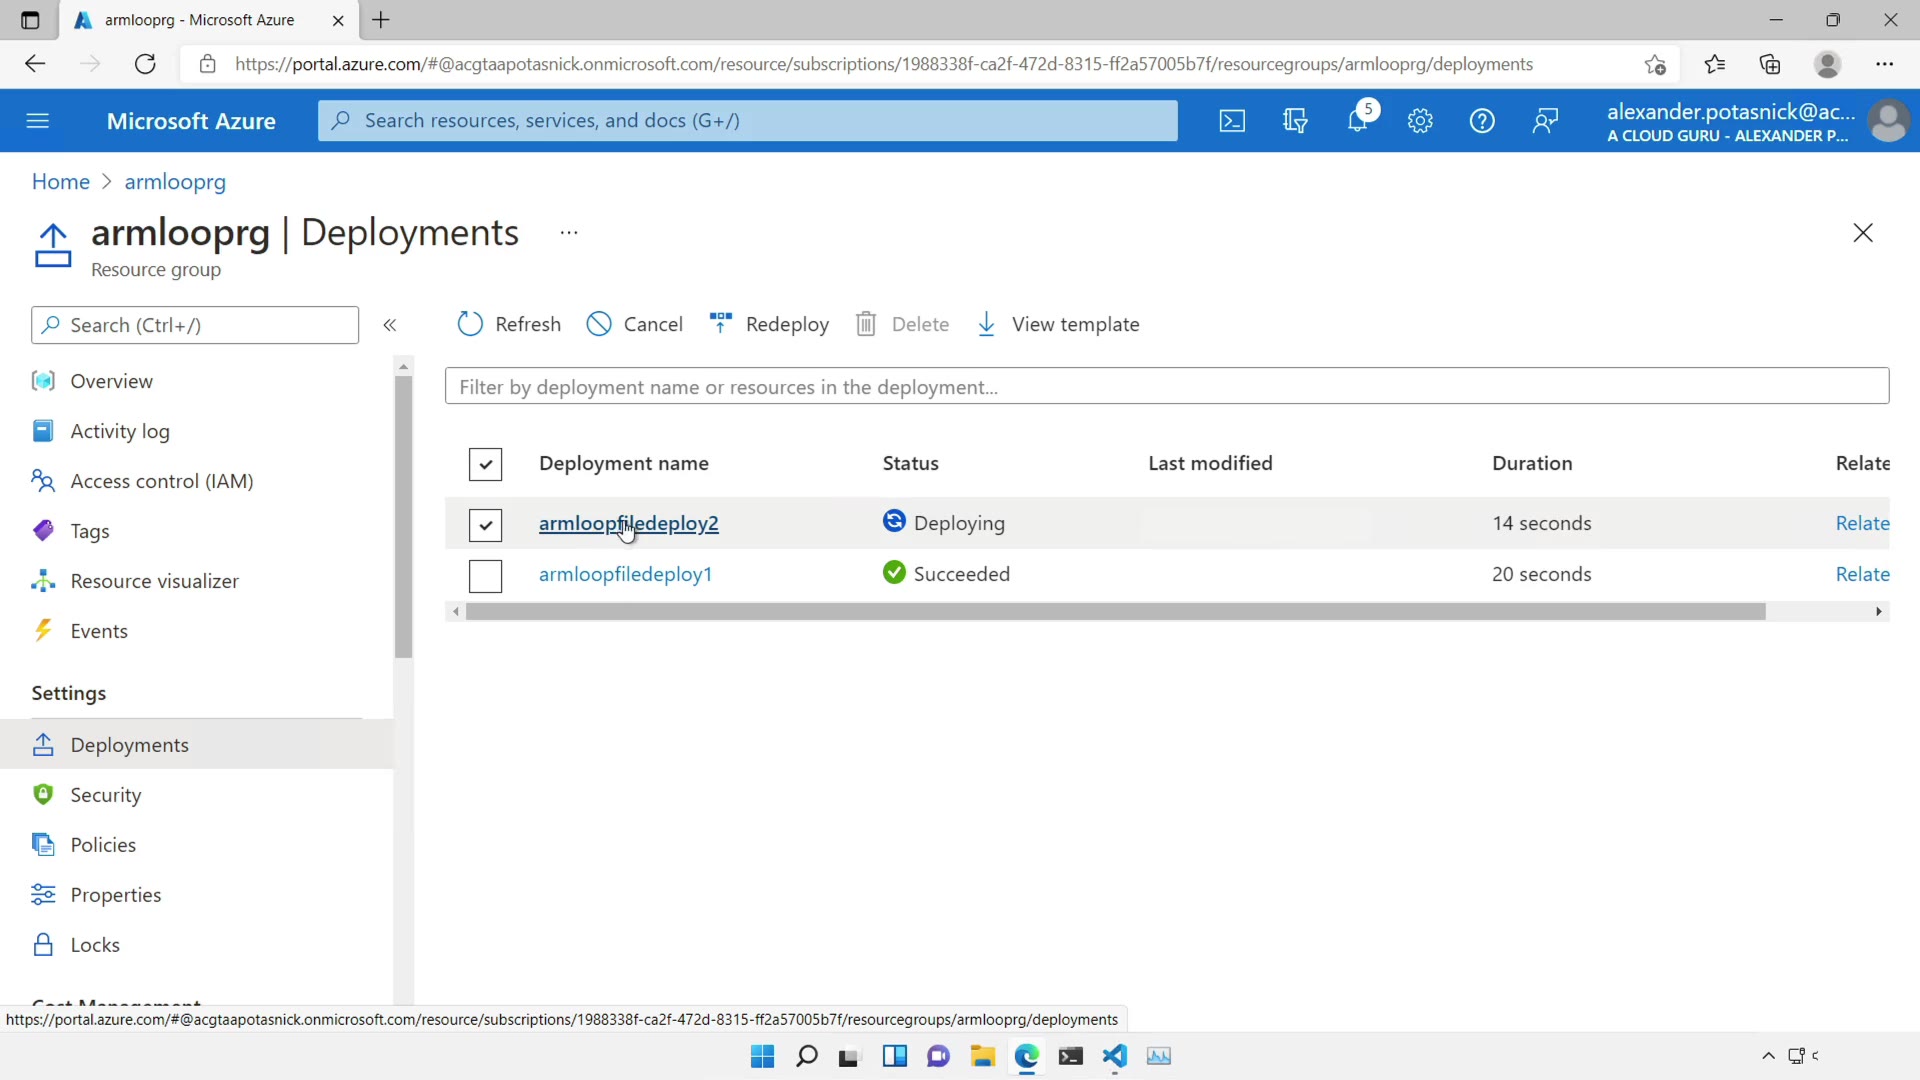 armlooprg - Microsoft Azure
https://portal.azure.com/#@acgtaapotasnick.onmicrosoft.com/resource/subscriptions/1988338f-ca2f-472d-8315-ff2a57005b7f/resourcegroups/armlooprg/deployments
Microsoft Azure
Search resources, services, and docs (G+/)
5
alexander.potasnick@ac...
A CLOUD GURU - ALEXANDER P...
Home > armlooprg
armlooprg | Deployments ...
Resource group
Search (Ctrl+/)
Refresh Cancel Redeploy Delete View template
Overview
Activity log
Access control (IAM)
Tags
Resource visualizer
Events
Settings
Deployments
Security
Policies
Properties
Locks
Cost Management
Filter by deployment name or resources in the deployment...
Deployment name Status Last modified Duration Relate
armloopfiledeploy2 Deploying 14 seconds Relate
armloopfiledeploy1 Succeeded 20 seconds Relate
https://portal.azure.com/#@acgtaapotasnick.onmicrosoft.com/resource/subscriptions/1988338f-ca2f-472d-8315-ff2a57005b7f/resourcegroups/armlooprg/deployments